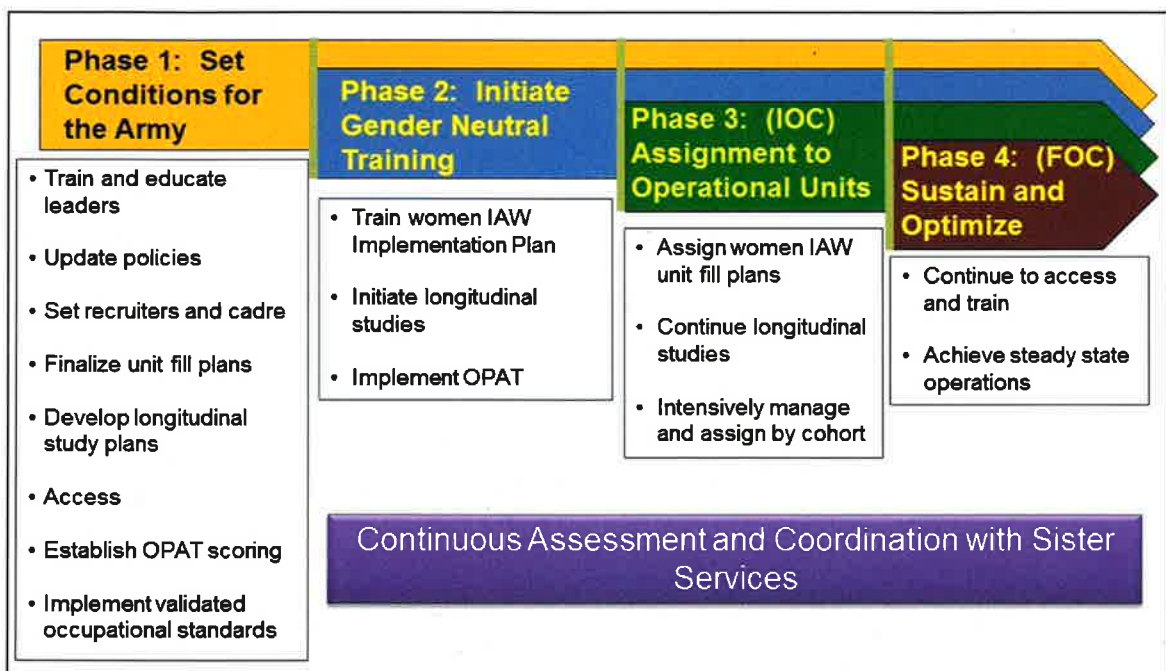 Phase 1: Set
Conditions for
the Army
• Train and educate
leaders
• Update policies
• Set recruiters and cadre
• Finalize unit fill plans
• Develop longitudinal
study plans
• Access
• Establish OPAT scoring
• Implement validated
occupational standards
Phase 2: Initiate
Gender Neutral
Training
• Train women IAW
Implementation Plan
• Initiate longitudinal
studies
• Implement OPAT
Phase 3: (IOC)
Assignment to
Operational Units
• Assign women IAW
unit fill plans
• Continue longitudinal
studies
• Intensively manage
and assign by cohort
Phase 4: (FOC)
Sustain and
Optimize
• Continue to access
and train
• Achieve steady state
operations
Continuous Assessment and Coordination with Sister
Services